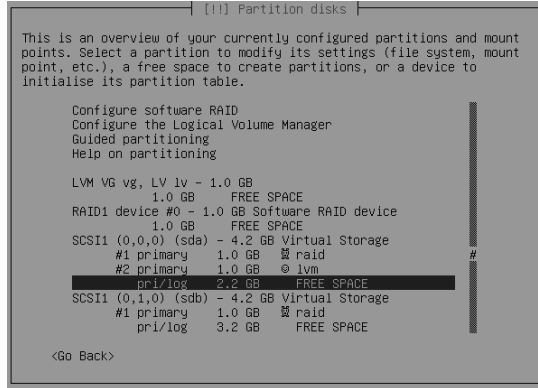 [!!] Partition disks
This is an overview of your currently configured partitions and mount
points. Select a partition to modify its settings (file system, mount
point, etc.), a free space to create partitions, or a device to
initialise its partition table.
Configure software RAID
Configure the Logical Volume Manager
Guided partitioning
Help on partitioning
LVM VG vg, LV lv - 1.0 GB
1.0 GB FREE SPACE
RAID1 device #0 - 1.0 GB Software RAID device
1.0 GB FREE SPACE
SCSI1 (0,0,0) (sda) - 4.2 GB Virtual Storage
#1 primary 1.0 GB raid
#2 primary 1.0 GB ☺ lvm
pri/log 2.2 GB FREE SPACE
SCSI1 (0,1,0) (sdb) - 4.2 GB Virtual Storage
#1 primary 1.0 GB raid
pri/log 3.2 GB FREE SPACE
<Go Back>